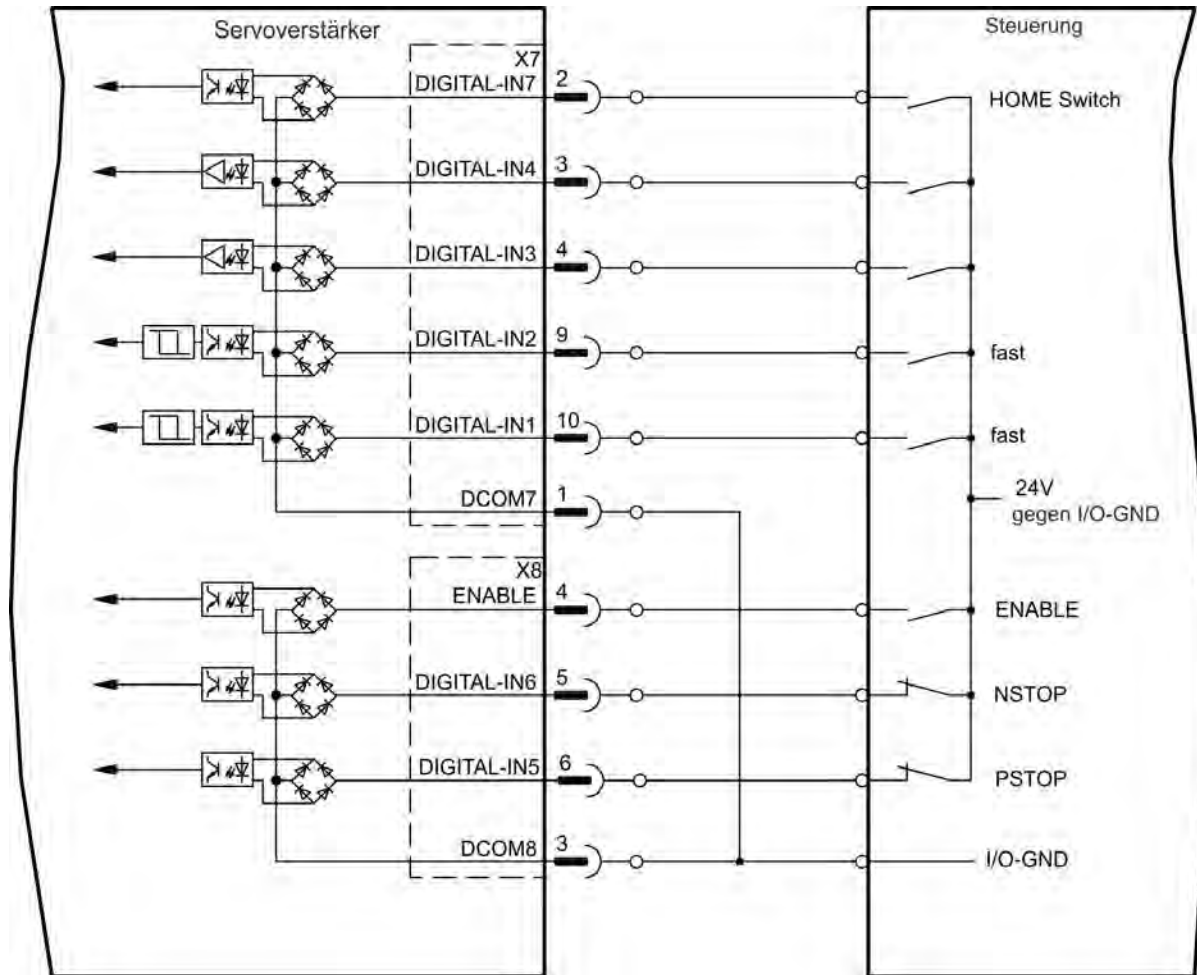 Servoverstärker
Steuerung
X7
DIGITAL-IN7 2 HOME Switch
DIGITAL-IN4 3
DIGITAL-IN3 4
DIGITAL-IN2 9 fast
DIGITAL-IN1 10 fast
DCOM7 1
24V
gegen I/O-GND
X8
ENABLE 4 ENABLE
DIGITAL-IN6 5 NSTOP
DIGITAL-IN5 6 PSTOP
DCOM8 3 I/O-GND